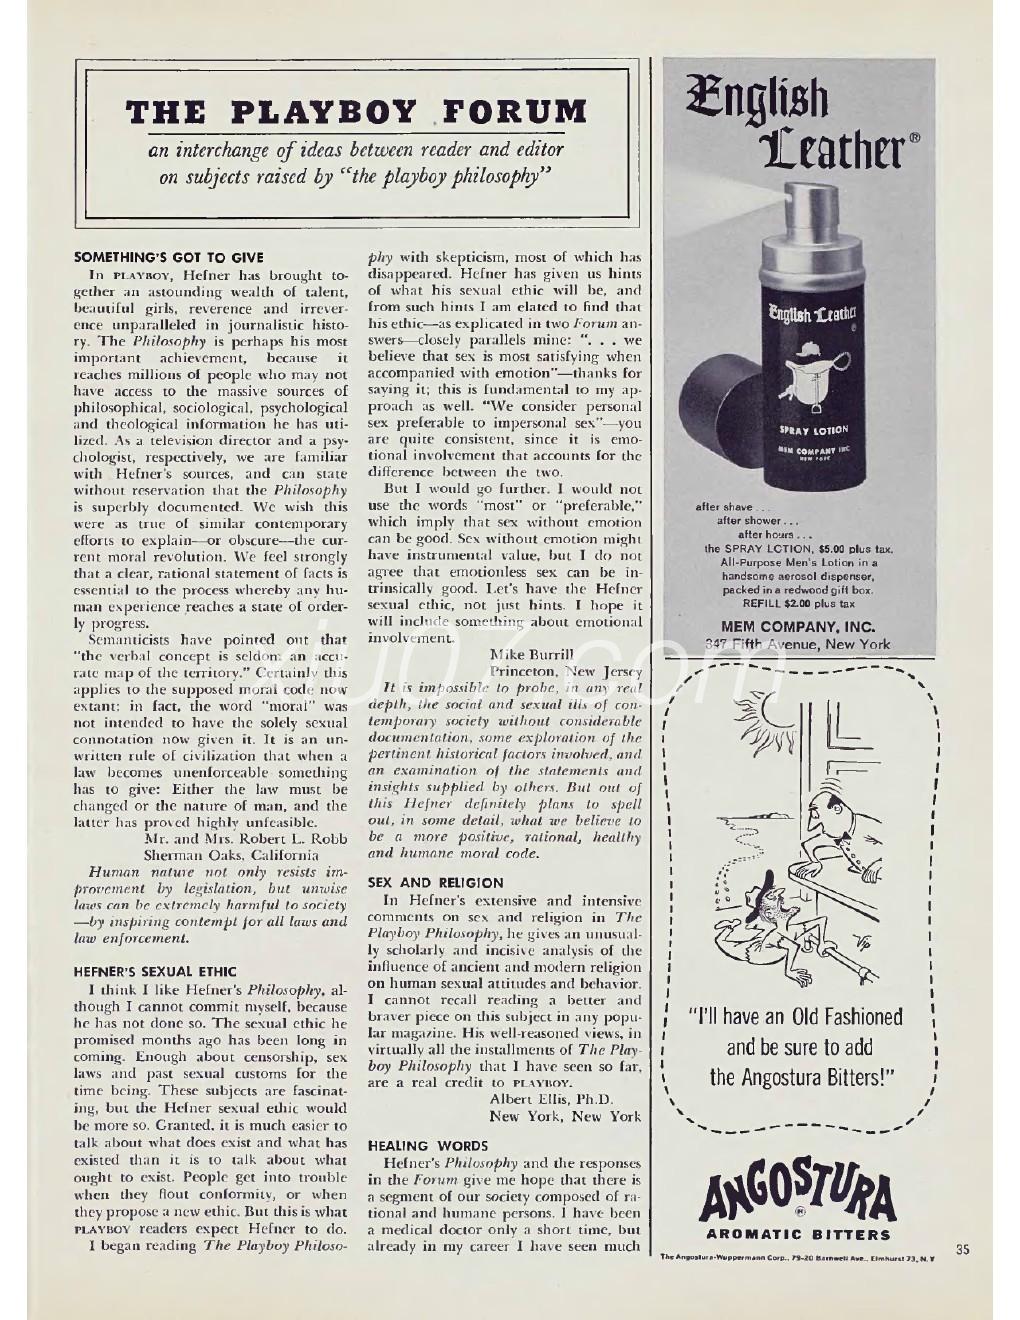 THE PLAYBOY FORUM
an interchange of ideas between reader and editor
on subjects raised by "the playboy philosophy"
SOMETHING'S GOT TO GIVE
In PLAYBOY, Hefner has brought to-
gether an astounding wealth of talent,
beautiful girls, reverence and irrever-
ence unparalleled in journalistic histo-
ry. The Philosophy is perhaps his most
important achievement, because it
reaches millions of people who may not
have access to the massive sources of
philosophical, sociological, psychological
and theological information he has uti-
lized. As a television director and a psy-
chologist, respectively, we are familiar
with Hefner's sources, and can state
without reservation that the Philosophy
is superbly documented. We wish this
were as true of similar contemporary
efforts to explain—or obscure—the cur-
rent moral revolution. We feel strongly
that a clear, rational statement of facts is
essential to the process whereby any hu-
man experience reaches a state of order-
ly progress.
Semanticists have pointed out that
"the verbal concept is seldom an accu-
rate map of the territory." Certainly this
applies to the supposed moral code now
extant; in fact, the word "moral" was
not intended to have the solely sexual
connotation now given it. It is an un-
written rule of civilization that when a
law becomes unenforceable something
has to give: Either the law must be
changed or the nature of man, and the
latter has proved highly unfeasible.
Mr. and Mrs. Robert L. Robb
Sherman Oaks, California
Human nature not only resists im-
provement by legislation, but unwise
laws can be extremely harmful to society
—by inspiring contempt for all laws and
law enforcement.
HEFNER'S SEXUAL ETHIC
I think I like Hefner's Philosophy, al-
though I cannot commit myself, because
he has not done so. The sexual ethic he
promised months ago has been long in
coming. Enough about censorship, sex
laws and past sexual customs for the
time being. These subjects are fascinat-
ing, but the Hefner sexual ethic would
be more so. Granted, it is much easier to
talk about what does exist and what has
existed than it is to talk about what
ought to exist. People get into trouble
when they flout conformity, or when
they propose a new ethic. But this is what
PLAYBOY readers expect Hefner to do.
I began reading The Playboy Philoso-
phy with skepticism, most of which has
disappeared. Hefner has given us hints
of what his sexual ethic will be, and
from such hints I am elated to find that
his ethic—as explicated in two Forum an-
swers—closely parallels mine: ". . . we
believe that sex is most satisfying when
accompanied with emotion"—thanks for
saying it; this is fundamental to my ap-
proach as well. "We consider personal
sex preferable to impersonal sex"—you
are quite consistent, since it is emo-
tional involvement that accounts for the
difference between the two.
But I would go further. I would not
use the words "most" or "preferable,"
which imply that sex without emotion
can be good. Sex without emotion might
have instrumental value, but I do not
agree that emotionless sex can be in-
trinsically good. Let's have the Hefner
sexual ethic, not just hints. I hope it
will include something about emotional
involvement.
Mike Burrill
Princeton, New Jersey
It is impossible to probe, in any real
depth, the social and sexual ills of con-
temporary society without considerable
documentation, some exploration of the
pertinent historical factors involved, and
an examination of the statements and
insights supplied by others. But out of
this Hefner definitely plans to spell
out, in some detail, what we believe to
be a more positive, rational, healthy
and humane moral code.
SEX AND RELIGION
In Hefner's extensive and intensive
comments on sex and religion in The
Playboy Philosophy, he gives an unusual-
ly scholarly and incisive analysis of the
influence of ancient and modern religion
on human sexual attitudes and behavior.
I cannot recall reading a better and
braver piece on this subject in any popu-
lar magazine. His well-reasoned views, in
virtually all the installments of The Play-
boy Philosophy that I have seen so far,
are a real credit to PLAYBOY.
Albert Ellis, Ph.D.
New York, New York
HEALING WORDS
Hefner's Philosophy and the responses
in the Forum give me hope that there is
a segment of our society composed of ra-
tional and humane persons. I have been
a medical doctor only a short time, but
already in my career I have seen much
English
Leather®
English Leather
®
SPRAY LOTION
MEM COMPANY INC
NEW YORK
after shave . . .
after shower . . .
after hours . . .
the SPRAY LOTION, $5.00 plus tax.
All-Purpose Men's Lotion in a
handsome aerosol dispenser,
packed in a redwood gift box.
REFILL $2.00 plus tax
MEM COMPANY, INC.
347 Fifth Avenue, New York
Vip
"I'll have an Old Fashioned
and be sure to add
the Angostura Bitters!"
ANGOSTURA
®
AROMATIC BITTERS
The Angostura-Wuppermann Corp., 79-20 Barnwell Ave., Elmhurst 73, N.Y.
35